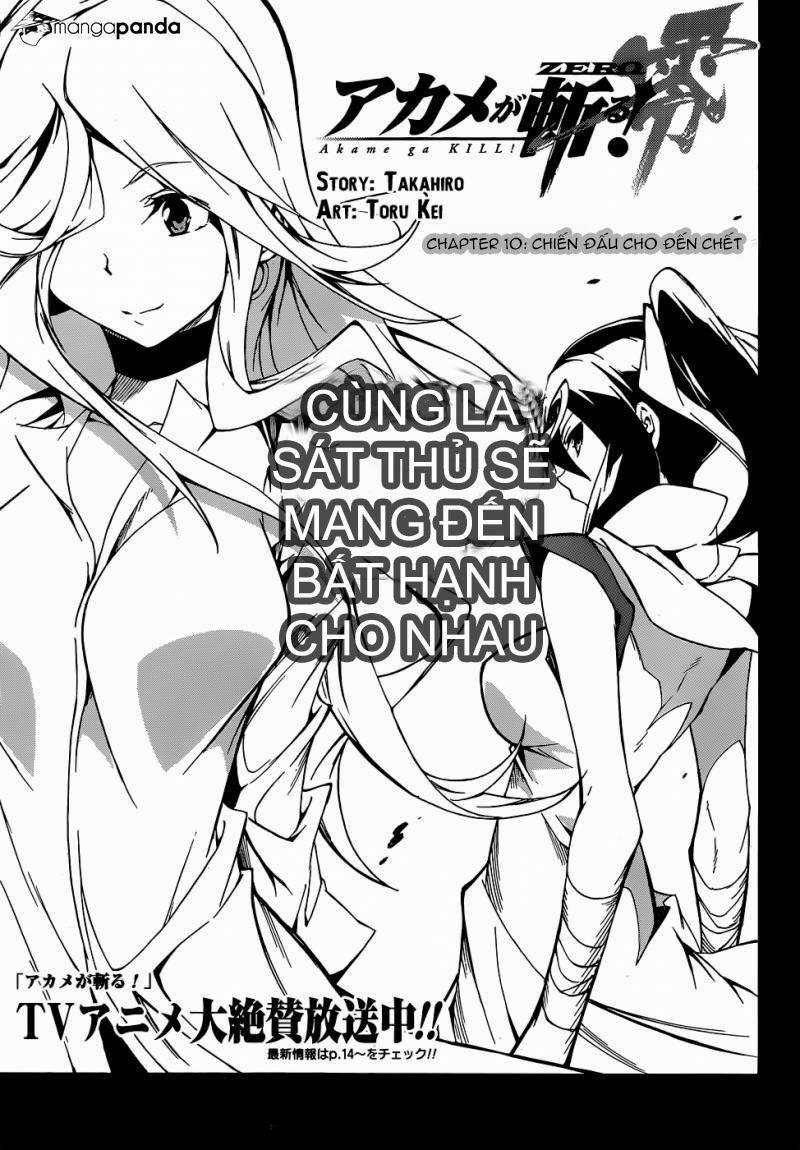 mangapanda
ZERO
アカメが斬る!零
Akame ga KILL!
STORY: TAKAHIRO
ART: TORU KEI
CHAPTER 10: CHIẾN ĐẤU CHO ĐẾN CHẾT
CÙNG LÀ
SÁT THỦ SẼ
MANG ĐẾN
BẤT HẠNH
CHO NHAU
「アカメが斬る!」
TVアニメ大絶賛放送中!!
最新情報はp.14〜をチェック!!